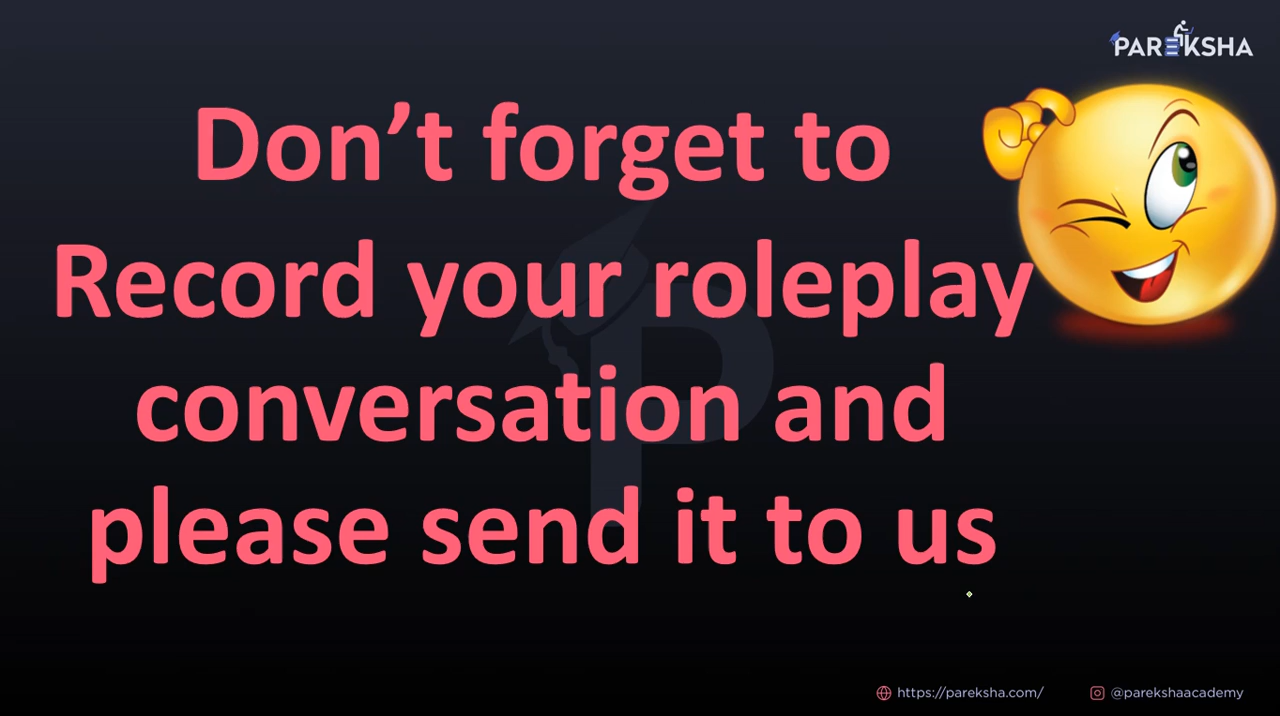 PAREKSHA
Don’t forget to
Record your roleplay
conversation and
please send it to us
https://pareksha.com/
@parekshaacademy